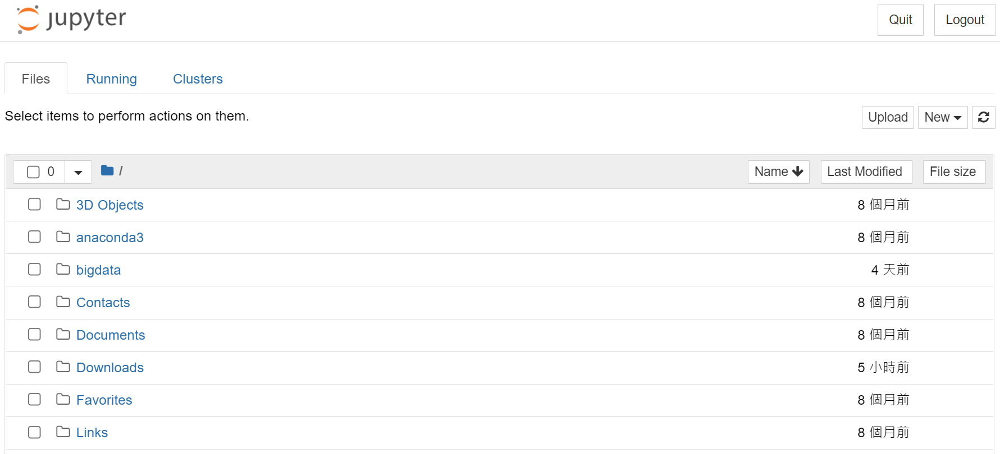 jupyter
Quit
Logout
Files
Running
Clusters
Select items to perform actions on them.
Upload
New
0
/
Name
Last Modified
File size
3D Objects
8 個月前
anaconda3
8 個月前
bigdata
4 天前
Contacts
8 個月前
Documents
8 個月前
Downloads
5 小時前
Favorites
8 個月前
Links
8 個月前